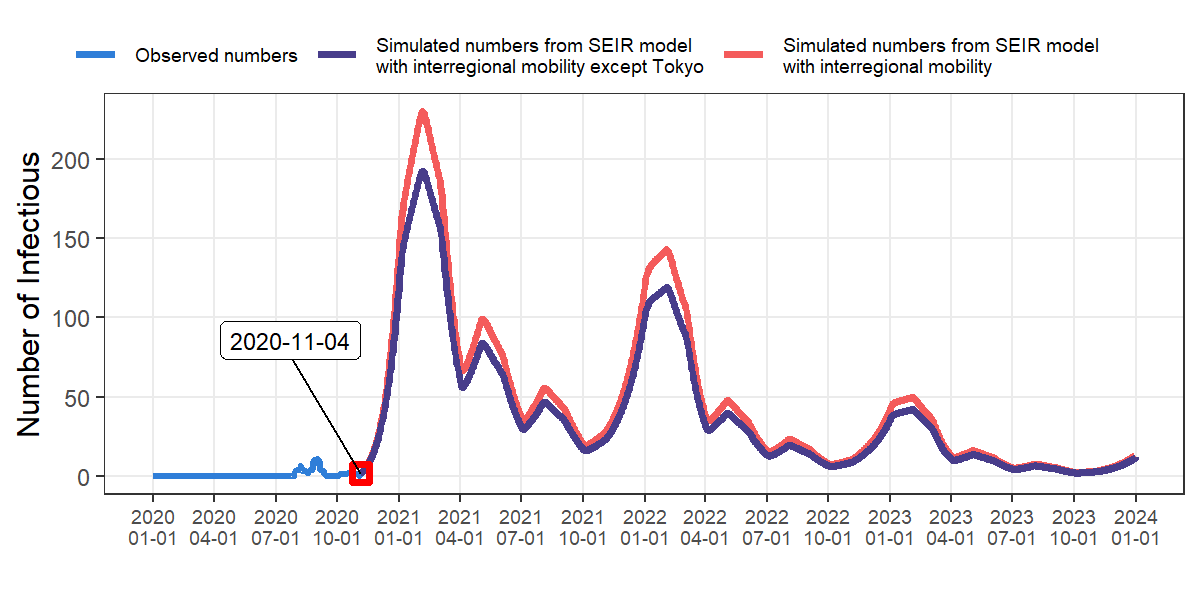 Observed numbers
Simulated numbers from SEIR model
with interregional mobility except Tokyo
Simulated numbers from SEIR model
with interregional mobility
Number of Infectious
200
150
100
50
0
2020-11-04
2020 2020 2020 2020 2021 2021 2021 2021 2022 2022 2022 2022 2023 2023 2023 2023 2024
01-01 04-01 07-01 10-01 01-01 04-01 07-01 10-01 01-01 04-01 07-01 10-01 01-01 04-01 07-01 10-01 01-01